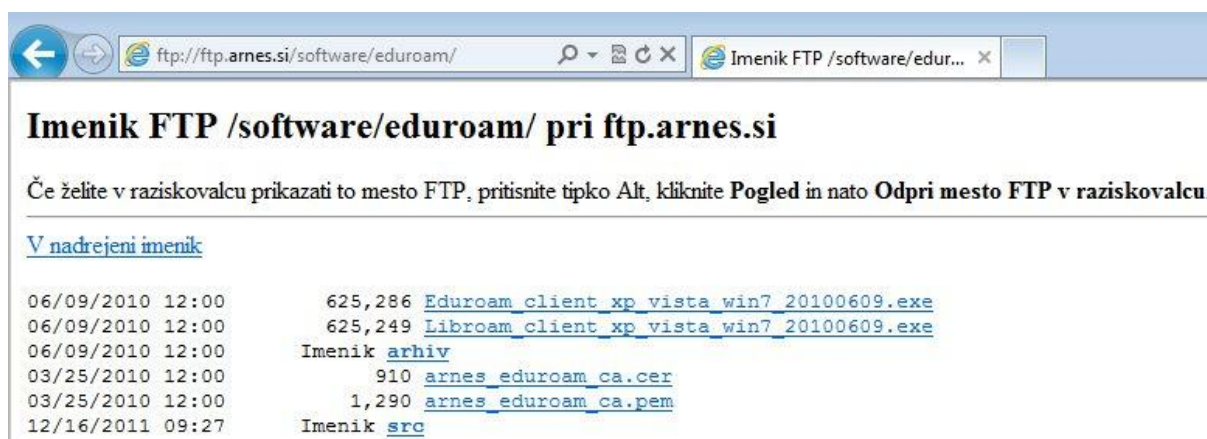 ftp://ftp.arnes.si/software/eduroam/
Imenik FTP /software/edur...
Imenik FTP /software/eduroam/ pri ftp.arnes.si
Če želite v raziskovalcu prikazati to mesto FTP, pritisnite tipko Alt, kliknite Pogled in nato Odpri mesto FTP v raziskovalcu.
V nadrejeni imenik
06/09/2010 12:00 625,286 Eduroam_client_xp_vista_win7_20100609.exe
06/09/2010 12:00 625,249 Libroam_client_xp_vista_win7_20100609.exe
06/09/2010 12:00 Imenik arhiv
03/25/2010 12:00 910 arnes_eduroam_ca.cer
03/25/2010 12:00 1,290 arnes_eduroam_ca.pem
12/16/2011 09:27 Imenik src